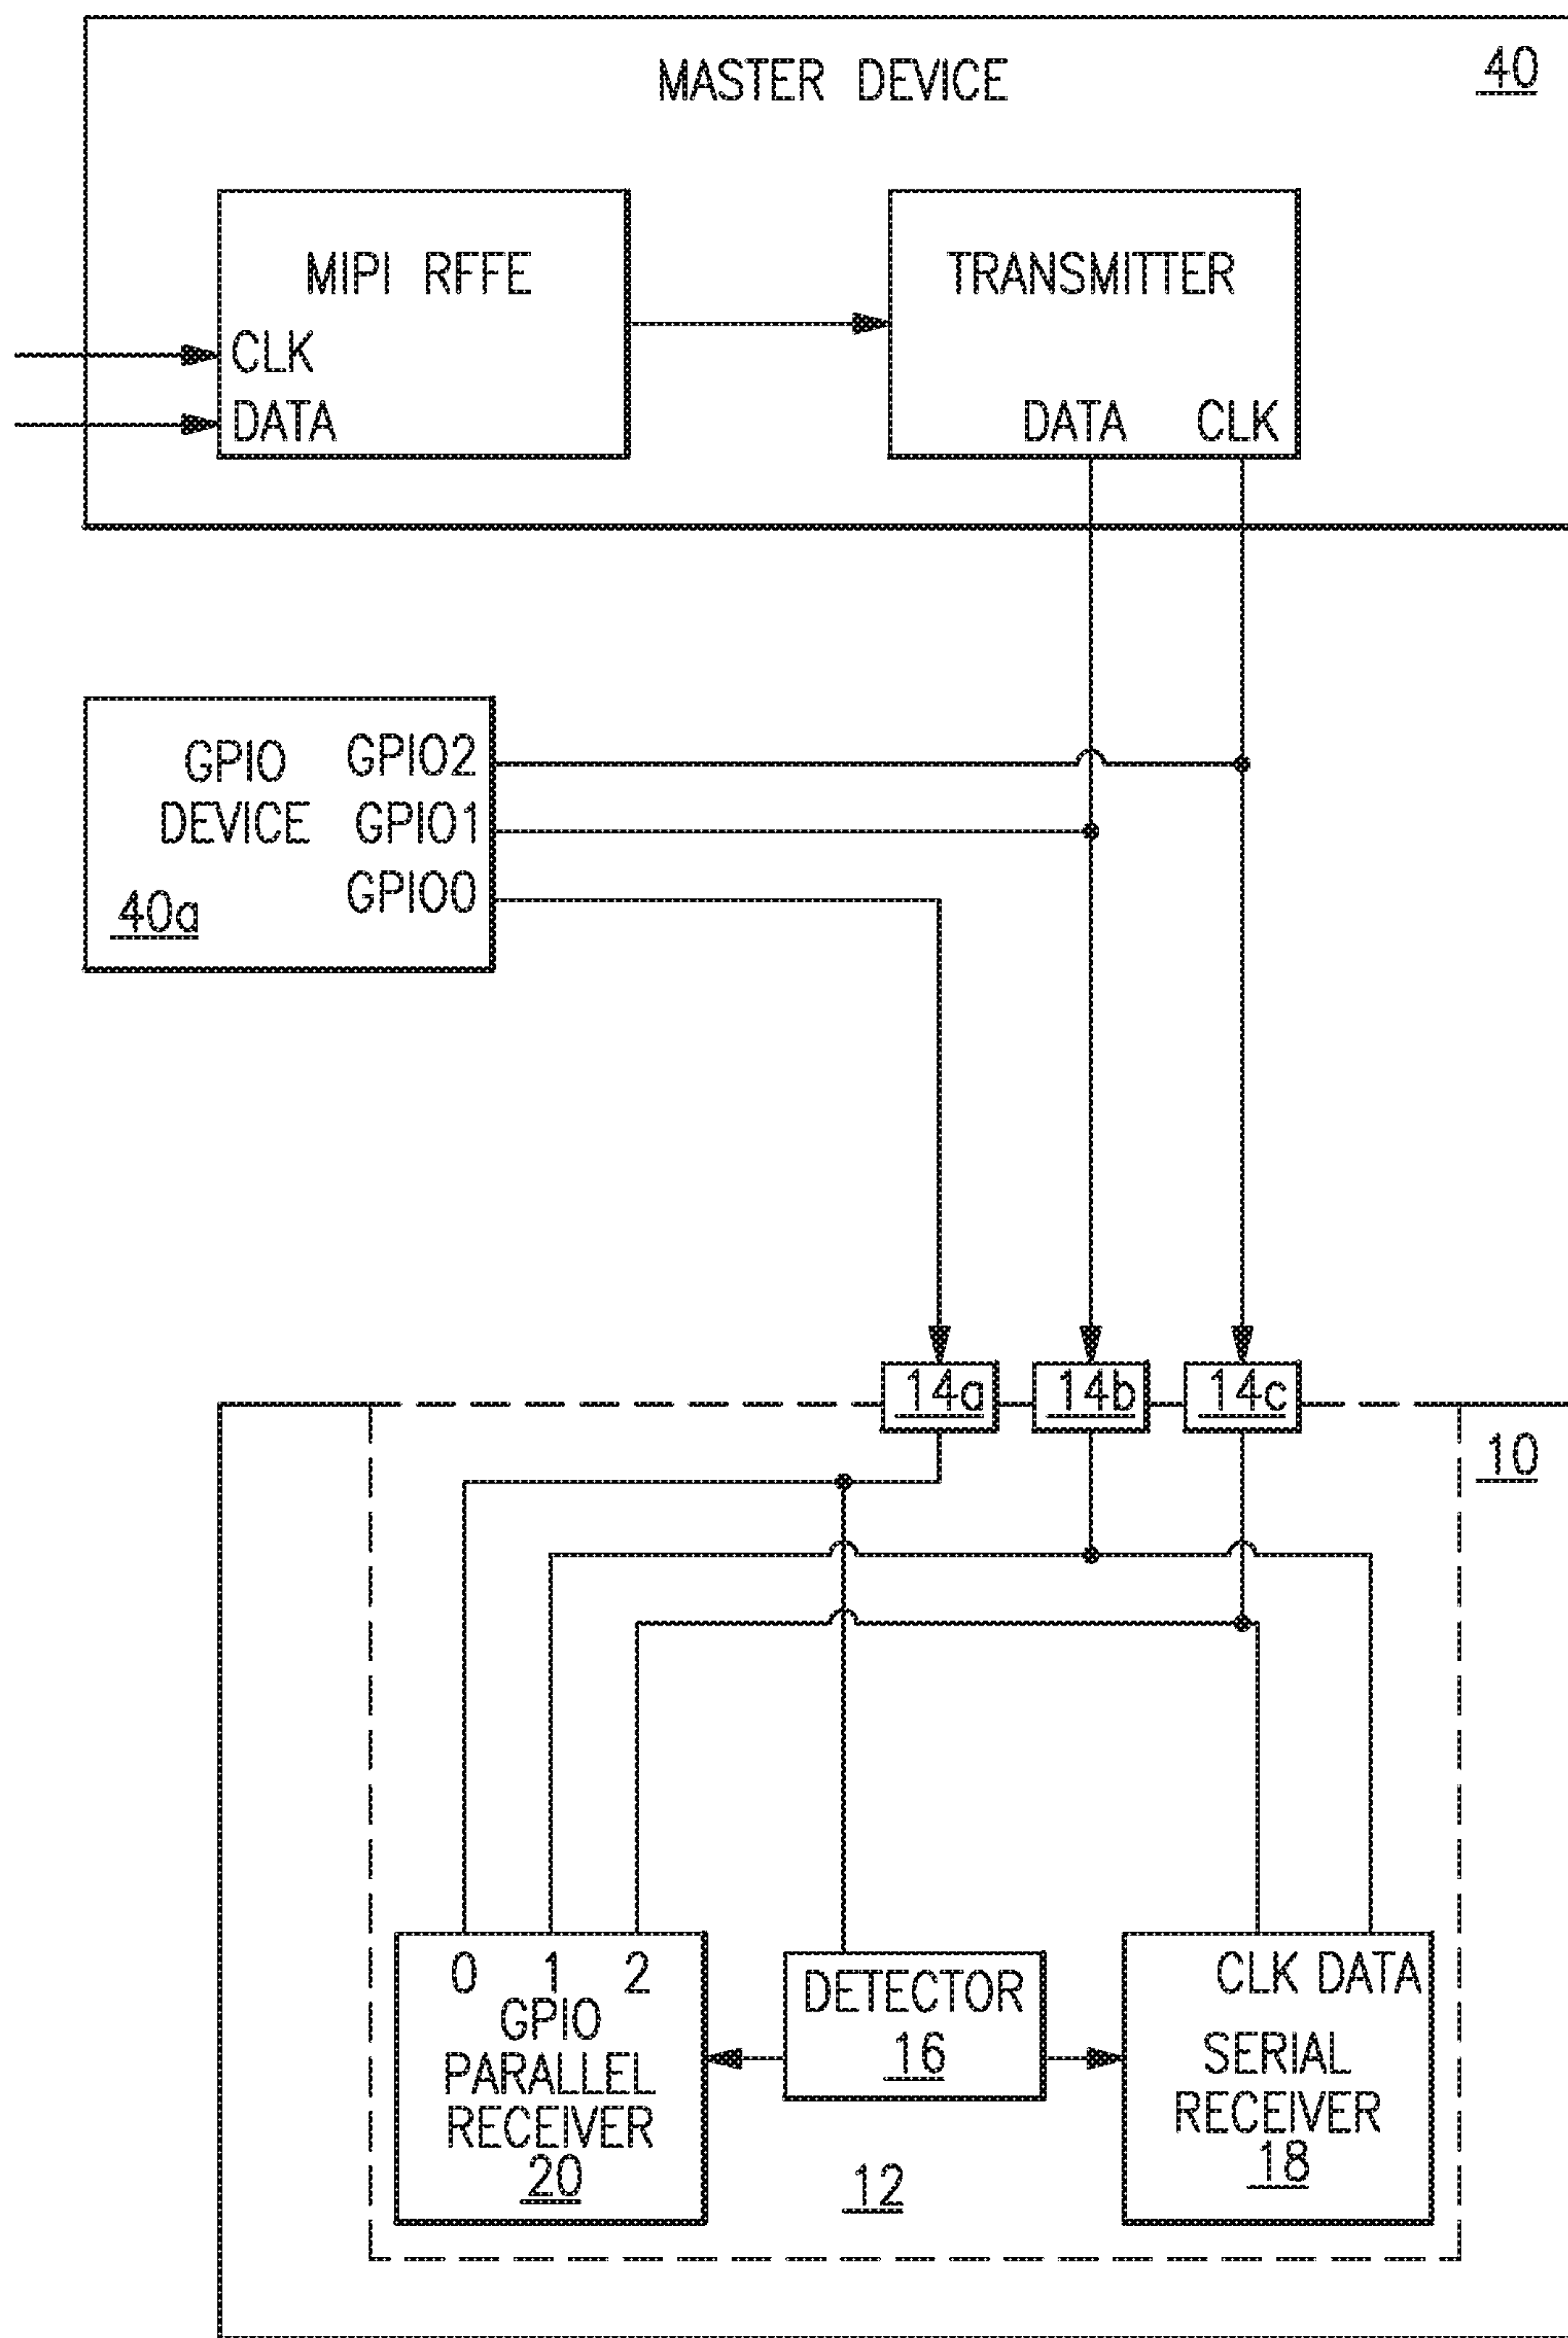 MASTER DEVICE
40
MIPI RFFE
CLK
DATA
TRANSMITTER
DATA CLK
GPIO DEVICE
40a
GPIO2
GPIO1
GPIO0
14a 14b 14c
10
0 1 2
GPIO
PARALLEL
RECEIVER
20
DETECTOR
16
12
CLK DATA
SERIAL
RECEIVER
18